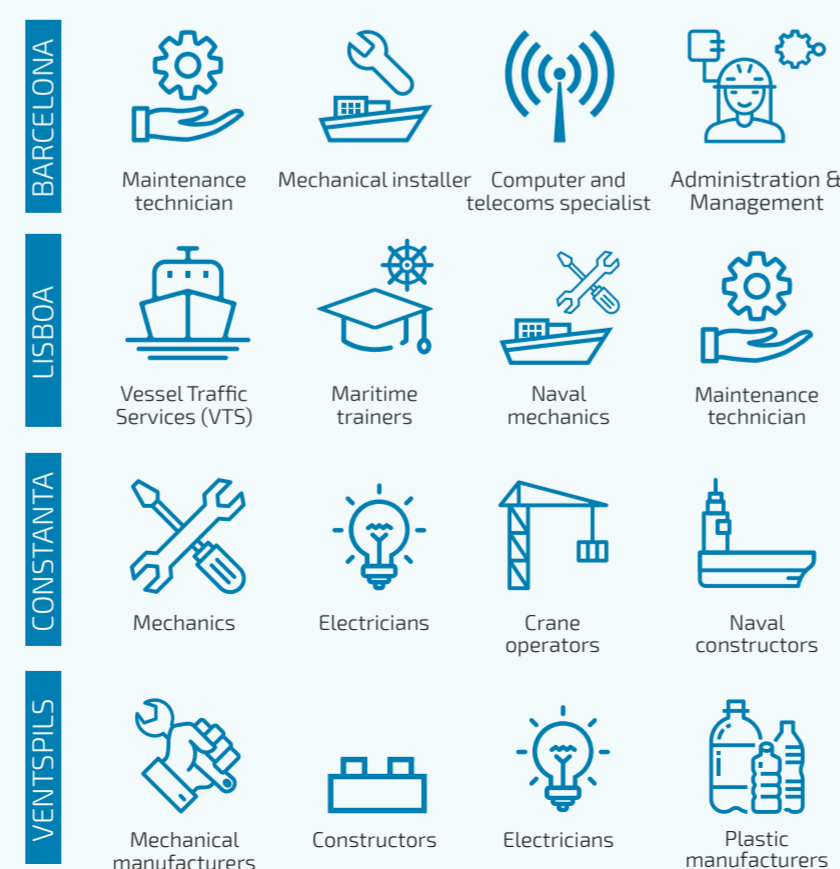 BARCELONA
Maintenance
technician
Mechanical installer
Computer and
telecoms specialist
Administration &
Management
LISBOA
Vessel Traffic
Services (VTS)
Maritime
trainers
Naval
mechanics
Maintenance
technician
CONSTANTA
Mechanics
Electricians
Crane
operators
Naval
constructors
VENTSPILS
Mechanical
manufacturers
Constructors
Electricians
Plastic
manufacturers